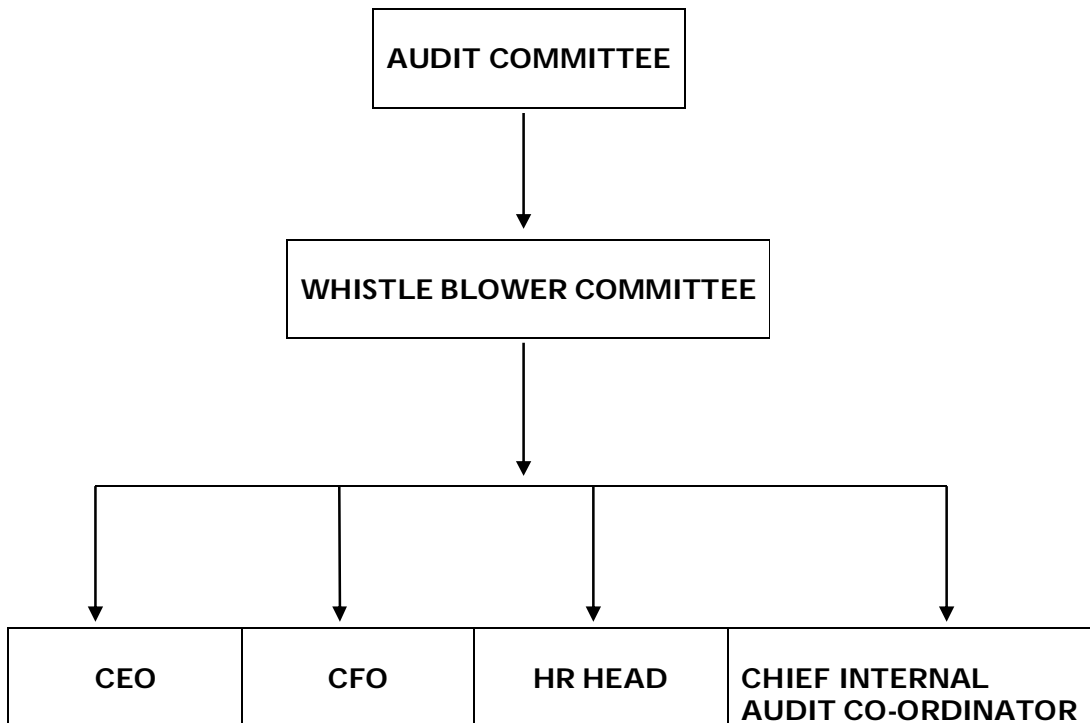 AUDIT COMMITTEE
WHISTLE BLOWER COMMITTEE
CEO
CFO
HR HEAD
CHIEF INTERNAL
AUDIT CO-ORDINATOR